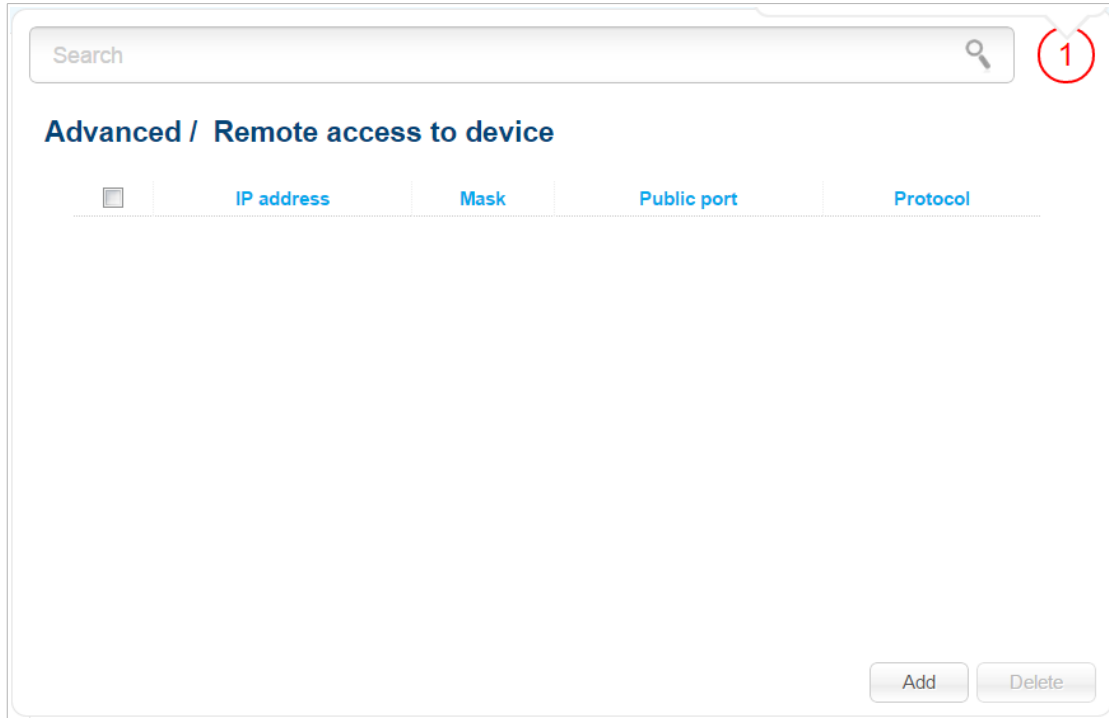 Search
1
Advanced / Remote access to device
IP address Mask Public port Protocol
Add Delete